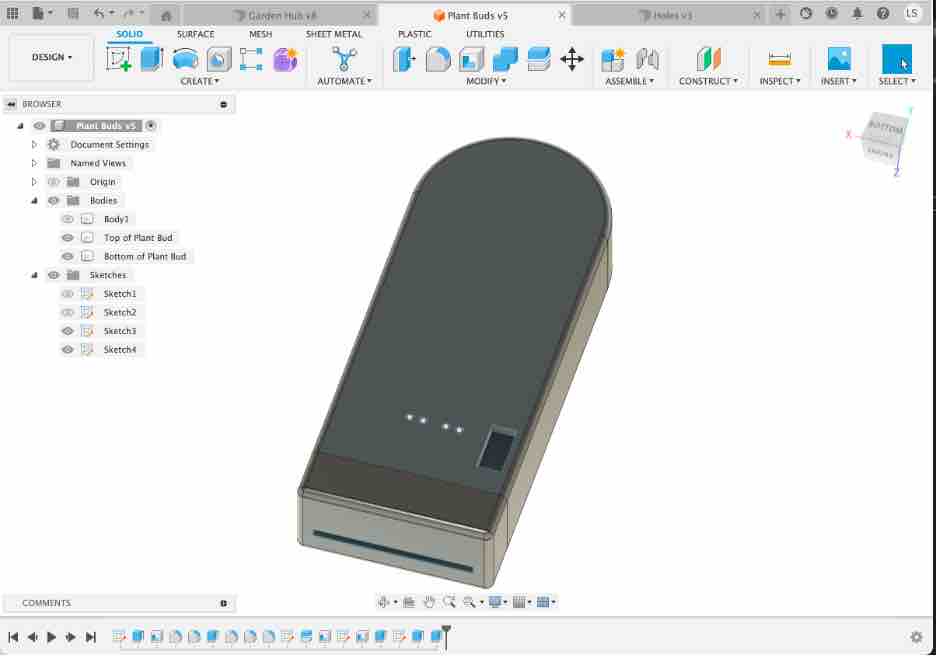 Garden Hub v8
Plant Buds v5
Holes v3
LS
DESIGN
SOLID
SURFACE
MESH
SHEET METAL
PLASTIC
UTILITIES
CREATE
AUTOMATE
MODIFY
ASSEMBLE
CONSTRUCT
INSPECT
INSERT
SELECT
BROWSER
Plant Buds v5
Document Settings
Named Views
Origin
Bodies
Body1
Top of Plant Bud
Bottom of Plant Bud
Sketches
Sketch1
Sketch2
Sketch3
Sketch4
Y
X
BOTTOM
Z
COMMENTS